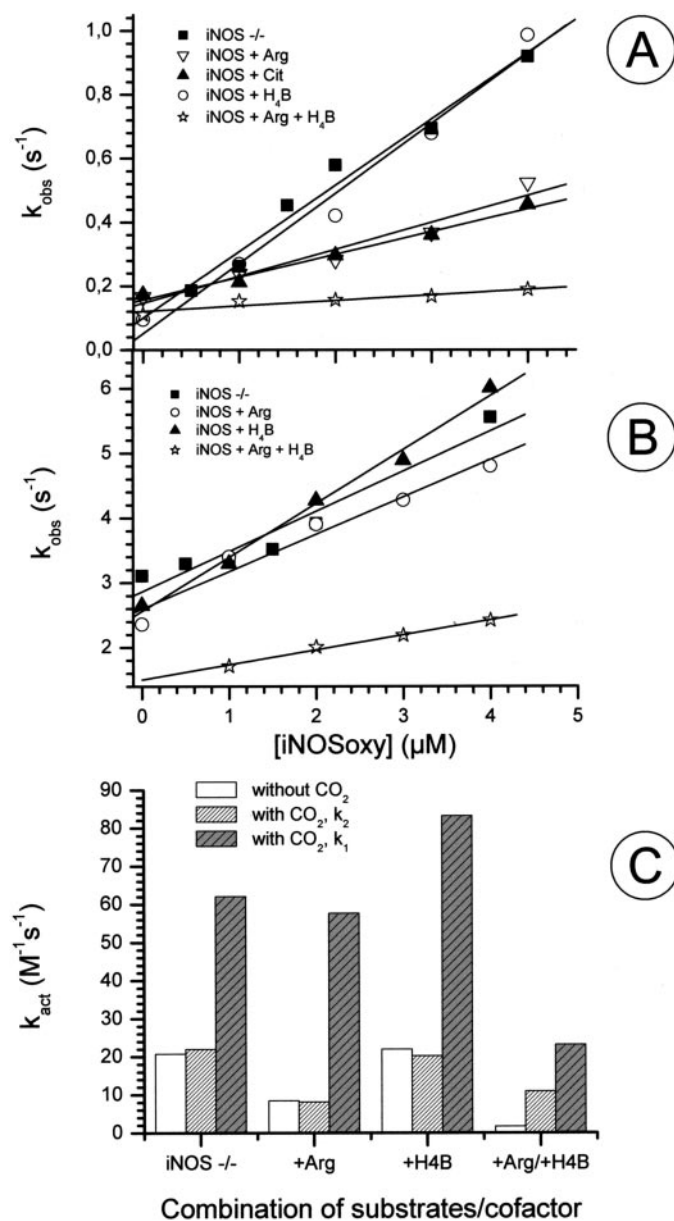 A
iNOS -/-
iNOS + Arg
iNOS + Cit
iNOS + H₄B
iNOS + Arg + H₄B
k_obs (s⁻¹)
1,0
0,8
0,6
0,4
0,2
0,0
B
iNOS -/-
iNOS + Arg
iNOS + H₄B
iNOS + Arg + H₄B
k_obs (s⁻¹)
6
5
4
3
2
0 1 2 3 4 5
[iNOSoxy] (µM)
C
without CO₂
with CO₂, k₂
with CO₂, k₁
k_act (M⁻¹s⁻¹)
90
80
70
60
50
40
30
20
10
0
iNOS -/- +Arg +H4B +Arg/+H4B
Combination of substrates/cofactor